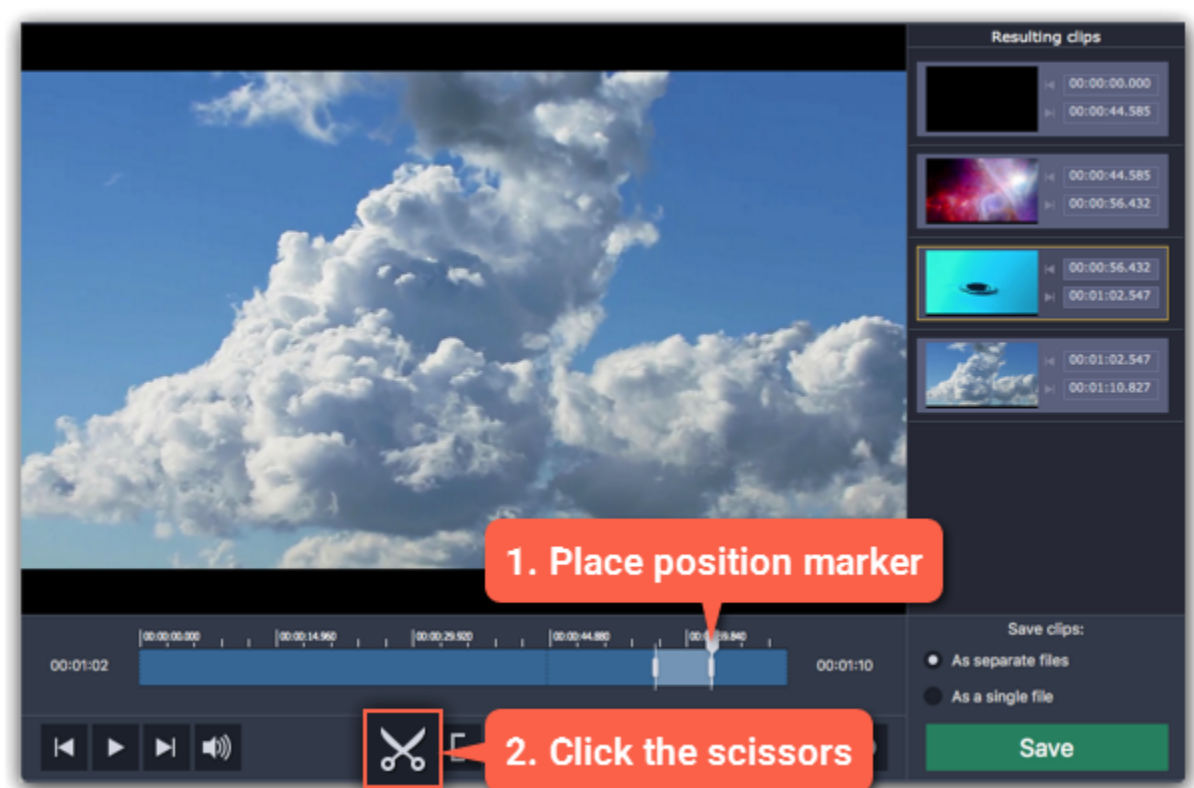 Resulting clips
00:00:00.000
00:00:44.585
00:00:44.585
00:00:56.432
00:00:56.432
00:01:02.547
00:01:02.547
00:01:10.827
1. Place position marker
00:00:00.000 00:00:14.960 00:00:29.920 00:00:44.880
00:01:02 00:01:10
2. Click the scissors
Save clips:
As separate files
As a single file
Save